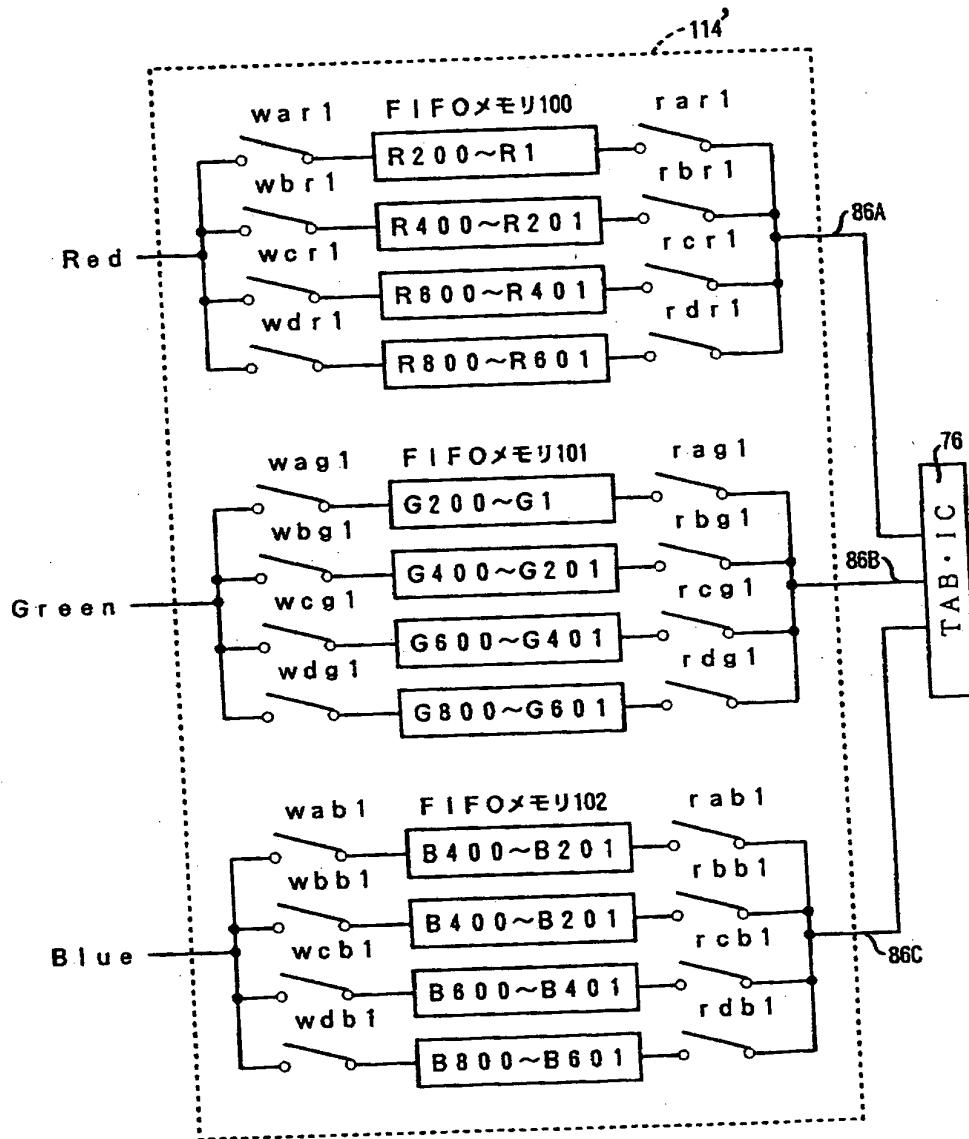 114'
war1 FIFOメモリ100 rar1
R200～R1
wbr1 rbr1
R400～R201
86A
Red wcr1 rcr1
R600～R401
wdr1 rdr1
R800～R601
76
wag1 FIFOメモリ101 rag1
G200～G1
wbg1 rbg1
G400～G201
86B
TAB・IC
Green wcg1 rcg1
G600～G401
wdg1 rdg1
G800～G601
wab1 FIFOメモリ102 rab1
B400～B201
wbb1 rbb1
B400～B201
86C
Blue wcb1 rcb1
B600～B401
wdb1 rdb1
B800～B601